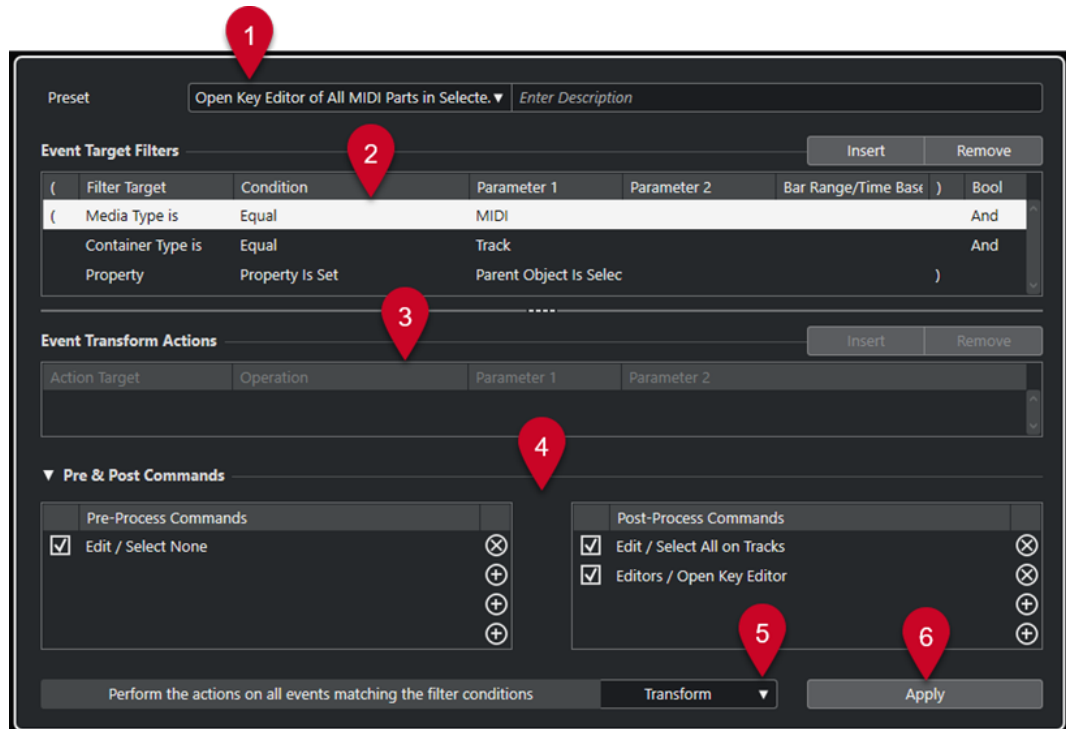 1
Preset Open Key Editor of All MIDI Parts in Selecte. Enter Description
2
Event Target Filters Insert Remove
( Filter Target Condition Parameter 1 Parameter 2 Bar Range/Time Base ) Bool
( Media Type is Equal MIDI And
Container Type is Equal Track And
Property Property Is Set Parent Object Is Selec )
3
Event Transform Actions Insert Remove
Action Target Operation Parameter 1 Parameter 2
4
Pre & Post Commands
Pre-Process Commands Post-Process Commands
Edit / Select None Edit / Select All on Tracks
Editors / Open Key Editor
5 6
Perform the actions on all events matching the filter conditions Transform Apply